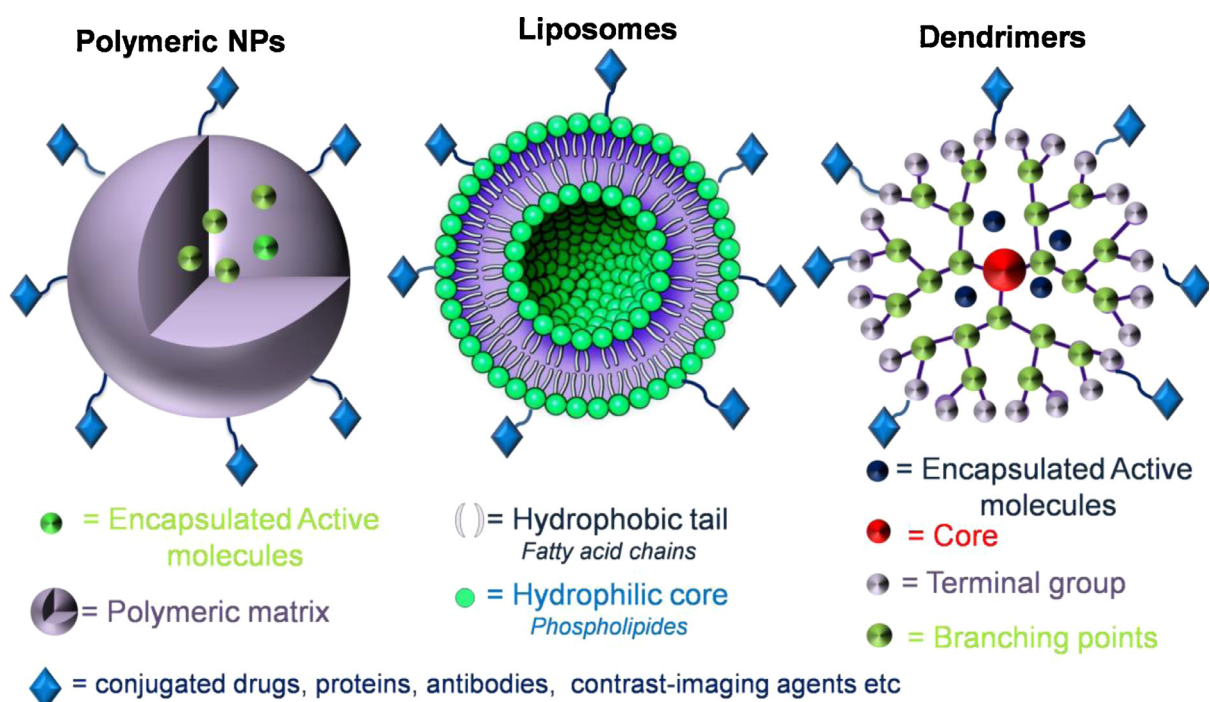 Polymeric NPs
Liposomes
Dendrimers
= Encapsulated Active
molecules
= Polymeric matrix
= Hydrophobic tail
Fatty acid chains
= Hydrophilic core
Phospholipides
= Encapsulated Active
molecules
= Core
= Terminal group
= Branching points
= conjugated drugs, proteins, antibodies, contrast-imaging agents etc